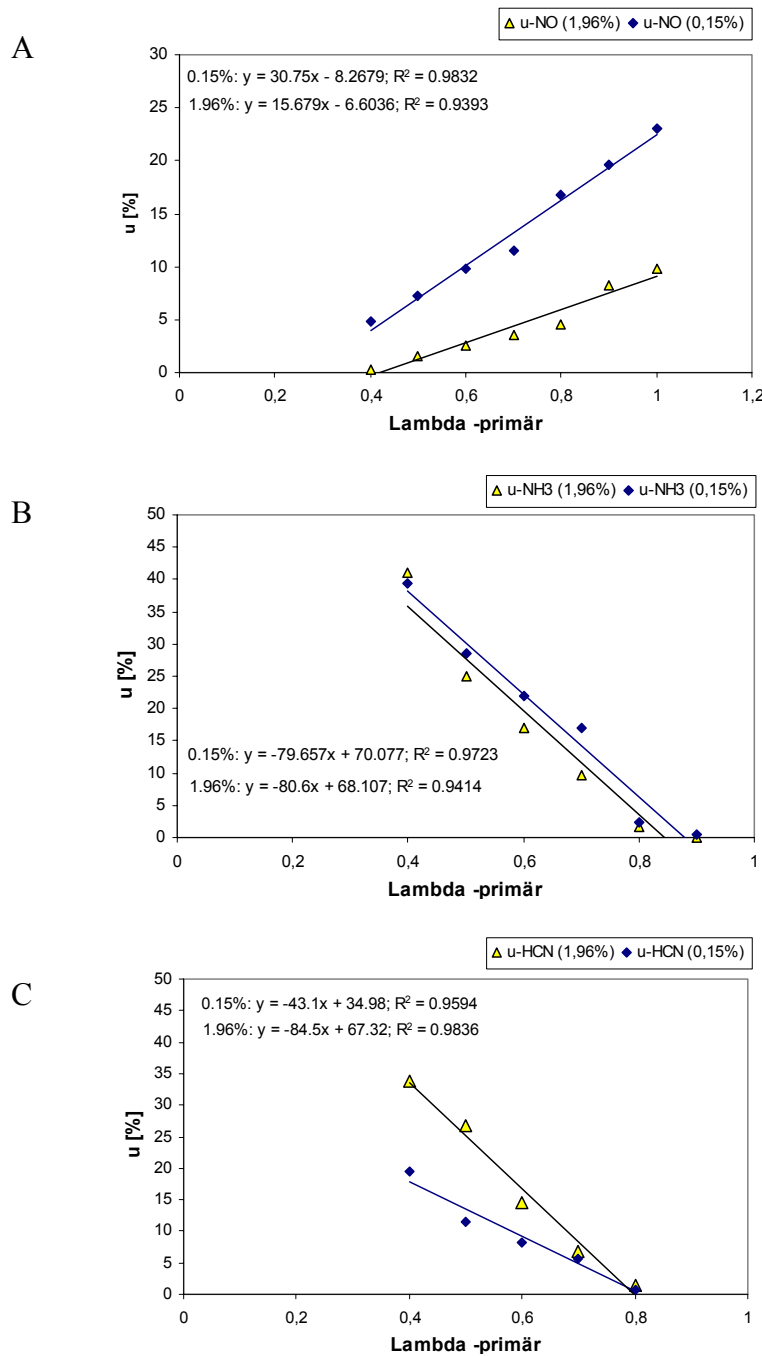 A
u-NO (1,96%) u-NO (0,15%)
0.15%: y = 30.75x - 8.2679; R² = 0.9832
1.96%: y = 15.679x - 6.6036; R² = 0.9393
30
25
20
15
10
5
0
u [%]
0 0,2 0,4 0,6 0,8 1 1,2
Lambda -primär
B
u-NH3 (1,96%) u-NH3 (0,15%)
50
45
40
35
30
25
20
15
10
5
0
u [%]
0.15%: y = -79.657x + 70.077; R² = 0.9723
1.96%: y = -80.6x + 68.107; R² = 0.9414
0 0,2 0,4 0,6 0,8 1
Lambda -primär
C
u-HCN (1,96%) u-HCN (0,15%)
0.15%: y = -43.1x + 34.98; R² = 0.9594
1.96%: y = -84.5x + 67.32; R² = 0.9836
50
45
40
35
30
25
20
15
10
5
0
u [%]
0 0,2 0,4 0,6 0,8 1
Lambda -primär